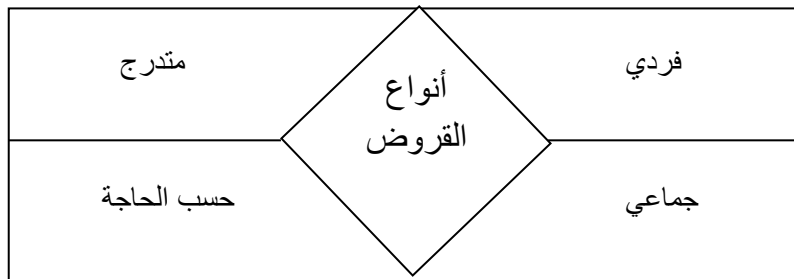 أنواع
القروض
فردي
متدرج
جماعي
حسب الحاجة